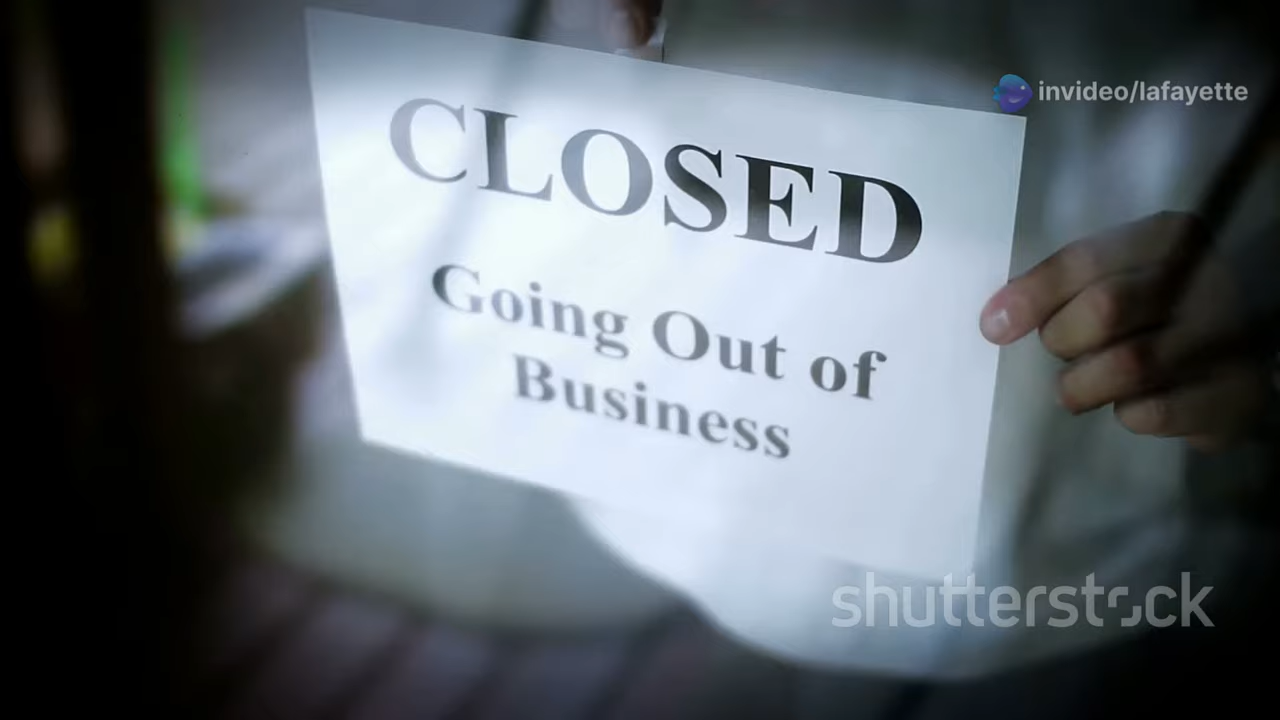 invideo/lafayette
CLOSED
Going Out of
Business
shutterstock